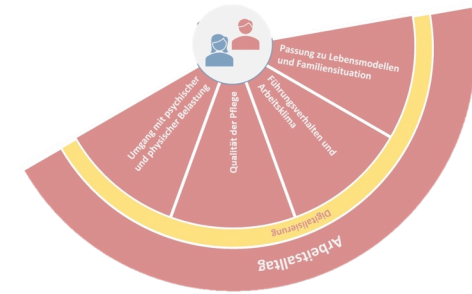 Umgang mit psychischer
und physischer Belastung
Qualität der Pflege
Führungsverhalten und
Arbeitsklima
Passung zu Lebensmodellen
und Familiensituation
Digitalisierung
Arbeitsalltag